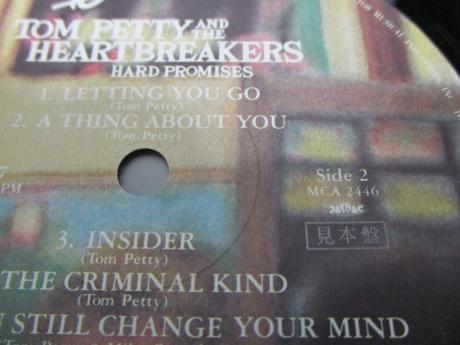 TOM PETTY AND THE
HEARTBREAKERS
HARD PROMISES
1. LETTING YOU GO
(Tom Petty)
2. A THING ABOUT YOU
(Tom Petty)
Side 2
MCA 2446
JASRAC
見本盤
3. INSIDER
(Tom Petty)
THE CRIMINAL KIND
(Tom Petty)
STILL CHANGE YOUR MIND